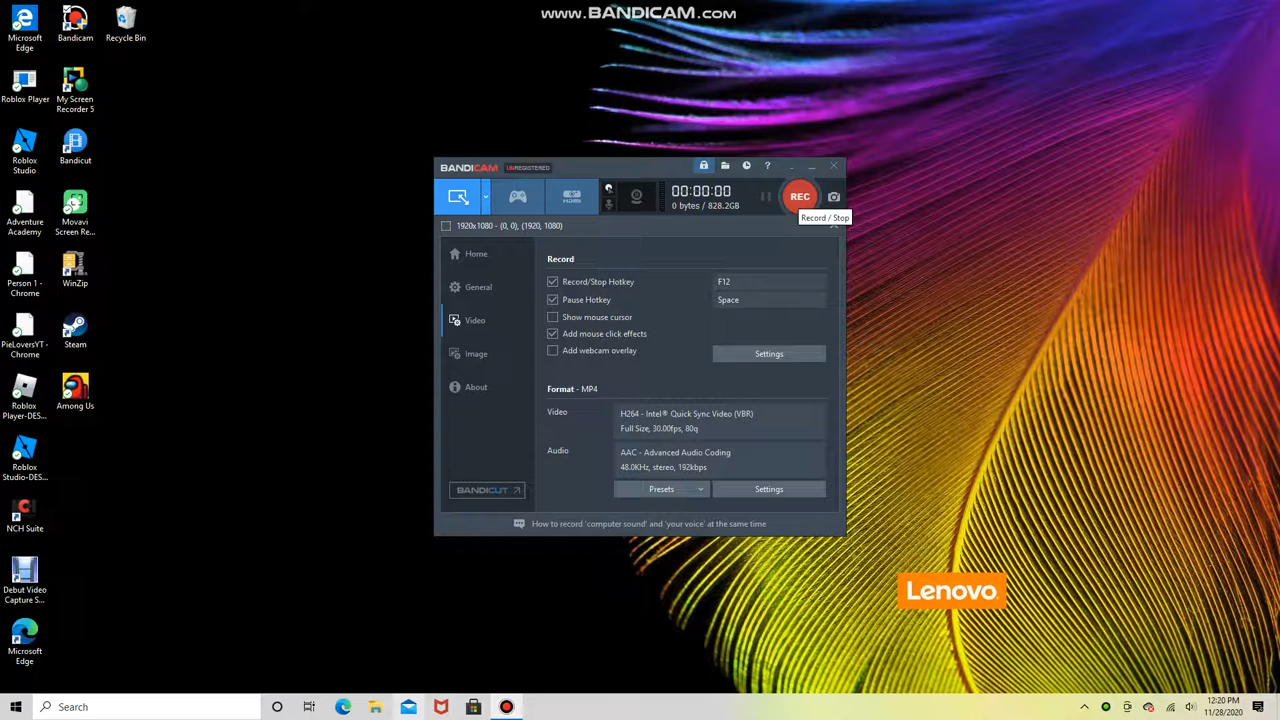 www.BANDICAM.com
Microsoft
Edge
Bandicam
Recycle Bin
Roblox Player
My Screen
Recorder 5
Roblox
Studio
Bandicut
Adventure
Academy
Movavi
Screen Re...
Person 1 -
Chrome
WinZip
PieLoversYT -
Chrome
Steam
Roblox
Player-DES...
Among Us
Roblox
Studio-DES...
NCH Suite
Debut Video
Capture S...
Microsoft
Edge
BANDICAM UNREGISTERED
HDMI
00:00:00
0 bytes / 828.2GB
REC
Record / Stop
1920x1080 - (0, 0), (1920, 1080)
Home
General
Video
Image
About
BANDICUT
Record
Record/Stop Hotkey
F12
Pause Hotkey
Space
Show mouse cursor
Add mouse click effects
Add webcam overlay
Settings
Format - MP4
Video
H264 - Intel® Quick Sync Video (VBR)
Full Size, 30.00fps, 80q
Audio
AAC - Advanced Audio Coding
48.0KHz, stereo, 192kbps
Presets
Settings
How to record 'computer sound' and 'your voice' at the same time
Lenovo
Search
12:20 PM
11/28/2020